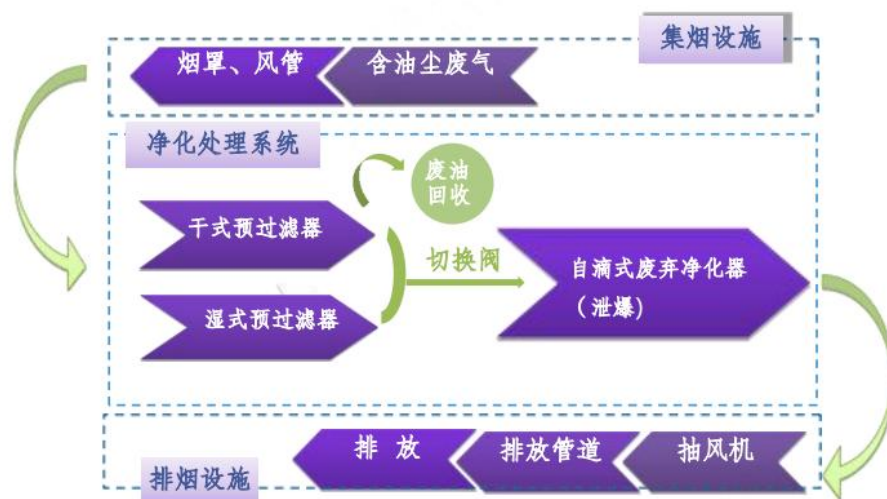 集烟设施
烟罩、风管
含油尘废气
净化处理系统
废油
回收
干式预过滤器
切换阀
湿式预过滤器
自滴式废弃净化器
（泄爆）
排 放
排放管道
抽风机
排烟设施